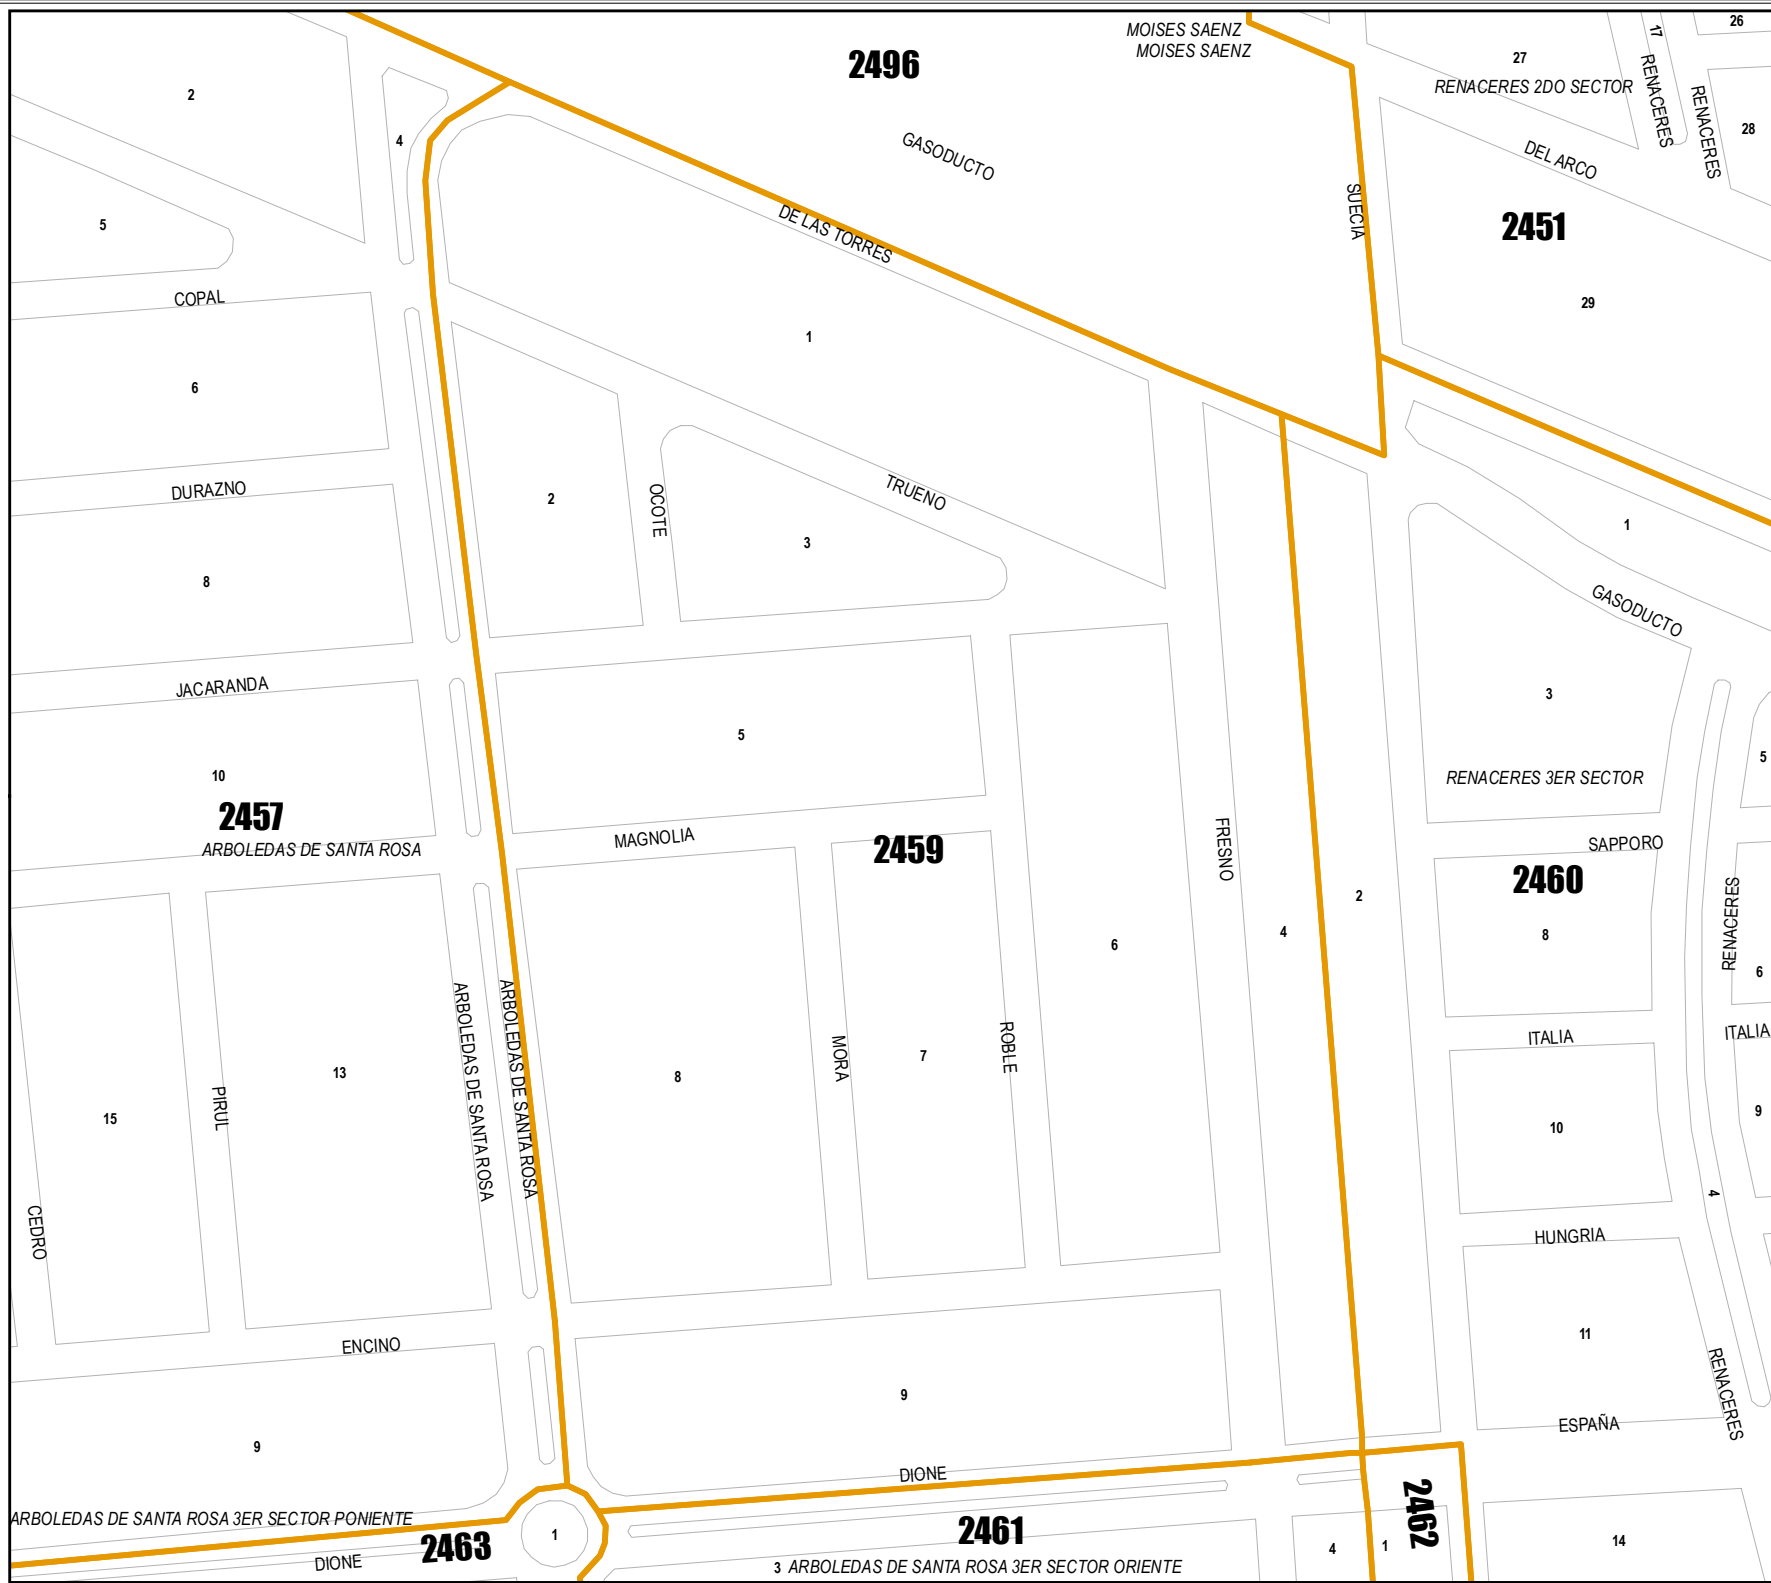 MOISES SAENZ
MOISES SAENZ
2496
26
17
27
RENACERES 2DO SECTOR
RENACERES
RENACERES
2
4
28
GASODUCTO
DEL ARCO
SUECIA
5
DE LAS TORRES
2451
COPAL
29
1
6
DURAZNO
2
OCOTE
TRUENO
3
1
8
GASODUCTO
JACARANDA
3
5
5
10
RENACERES 3ER SECTOR
2457
ARBOLEDAS DE SANTA ROSA
MAGNOLIA
2459
FRESNO
SAPPORO
2460
2
4
6
8
RENACERES
6
ARBOLEDAS DE SANTA ROSA
ARBOLEDAS DE SANTA ROSA
ITALIA
ITALIA
MORA
7
ROBLE
13
8
PIRUL
15
10
9
4
CEDRO
HUNGRIA
ENCINO
11
RENACERES
9
9
ESPAÑA
DIONE
ARBOLEDAS DE SANTA ROSA 3ER SECTOR PONIENTE
2463
DIONE
1
2461
3 ARBOLEDAS DE SANTA ROSA 3ER SECTOR ORIENTE
4
1
2462
14